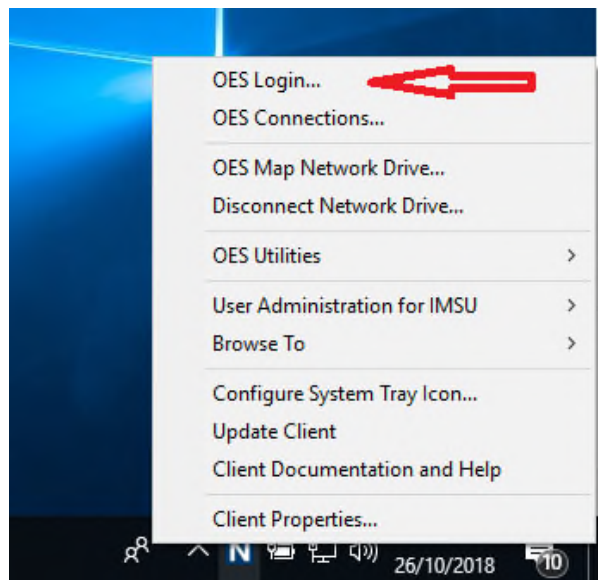 OES Login...
OES Connections...
OES Map Network Drive...
Disconnect Network Drive...
OES Utilities
User Administration for IMSU
Browse To
Configure System Tray Icon...
Update Client
Client Documentation and Help
Client Properties...
N
26/10/2018
10